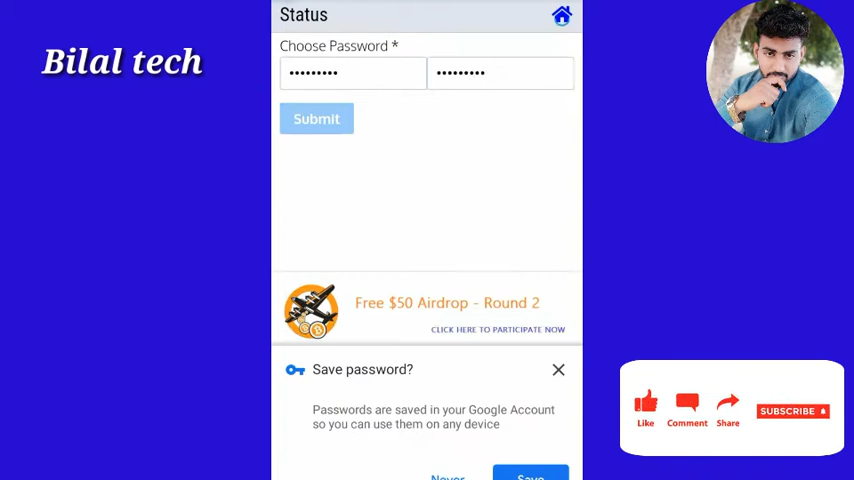 Bilal tech
Status
Choose Password *
•••••••••
•••••••••
Submit
Free $50 Airdrop - Round 2
CLICK HERE TO PARTICIPATE NOW
Save password?
Passwords are saved in your Google Account
so you can use them on any device
Never
Save
Like
Comment
Share
SUBSCRIBE